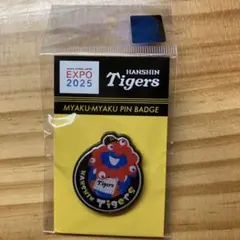 EXPO
2025
HANSHIN
Tigers
MYAKU-MYAKU PIN BADGE
Tigers
HANSHIN Tigers